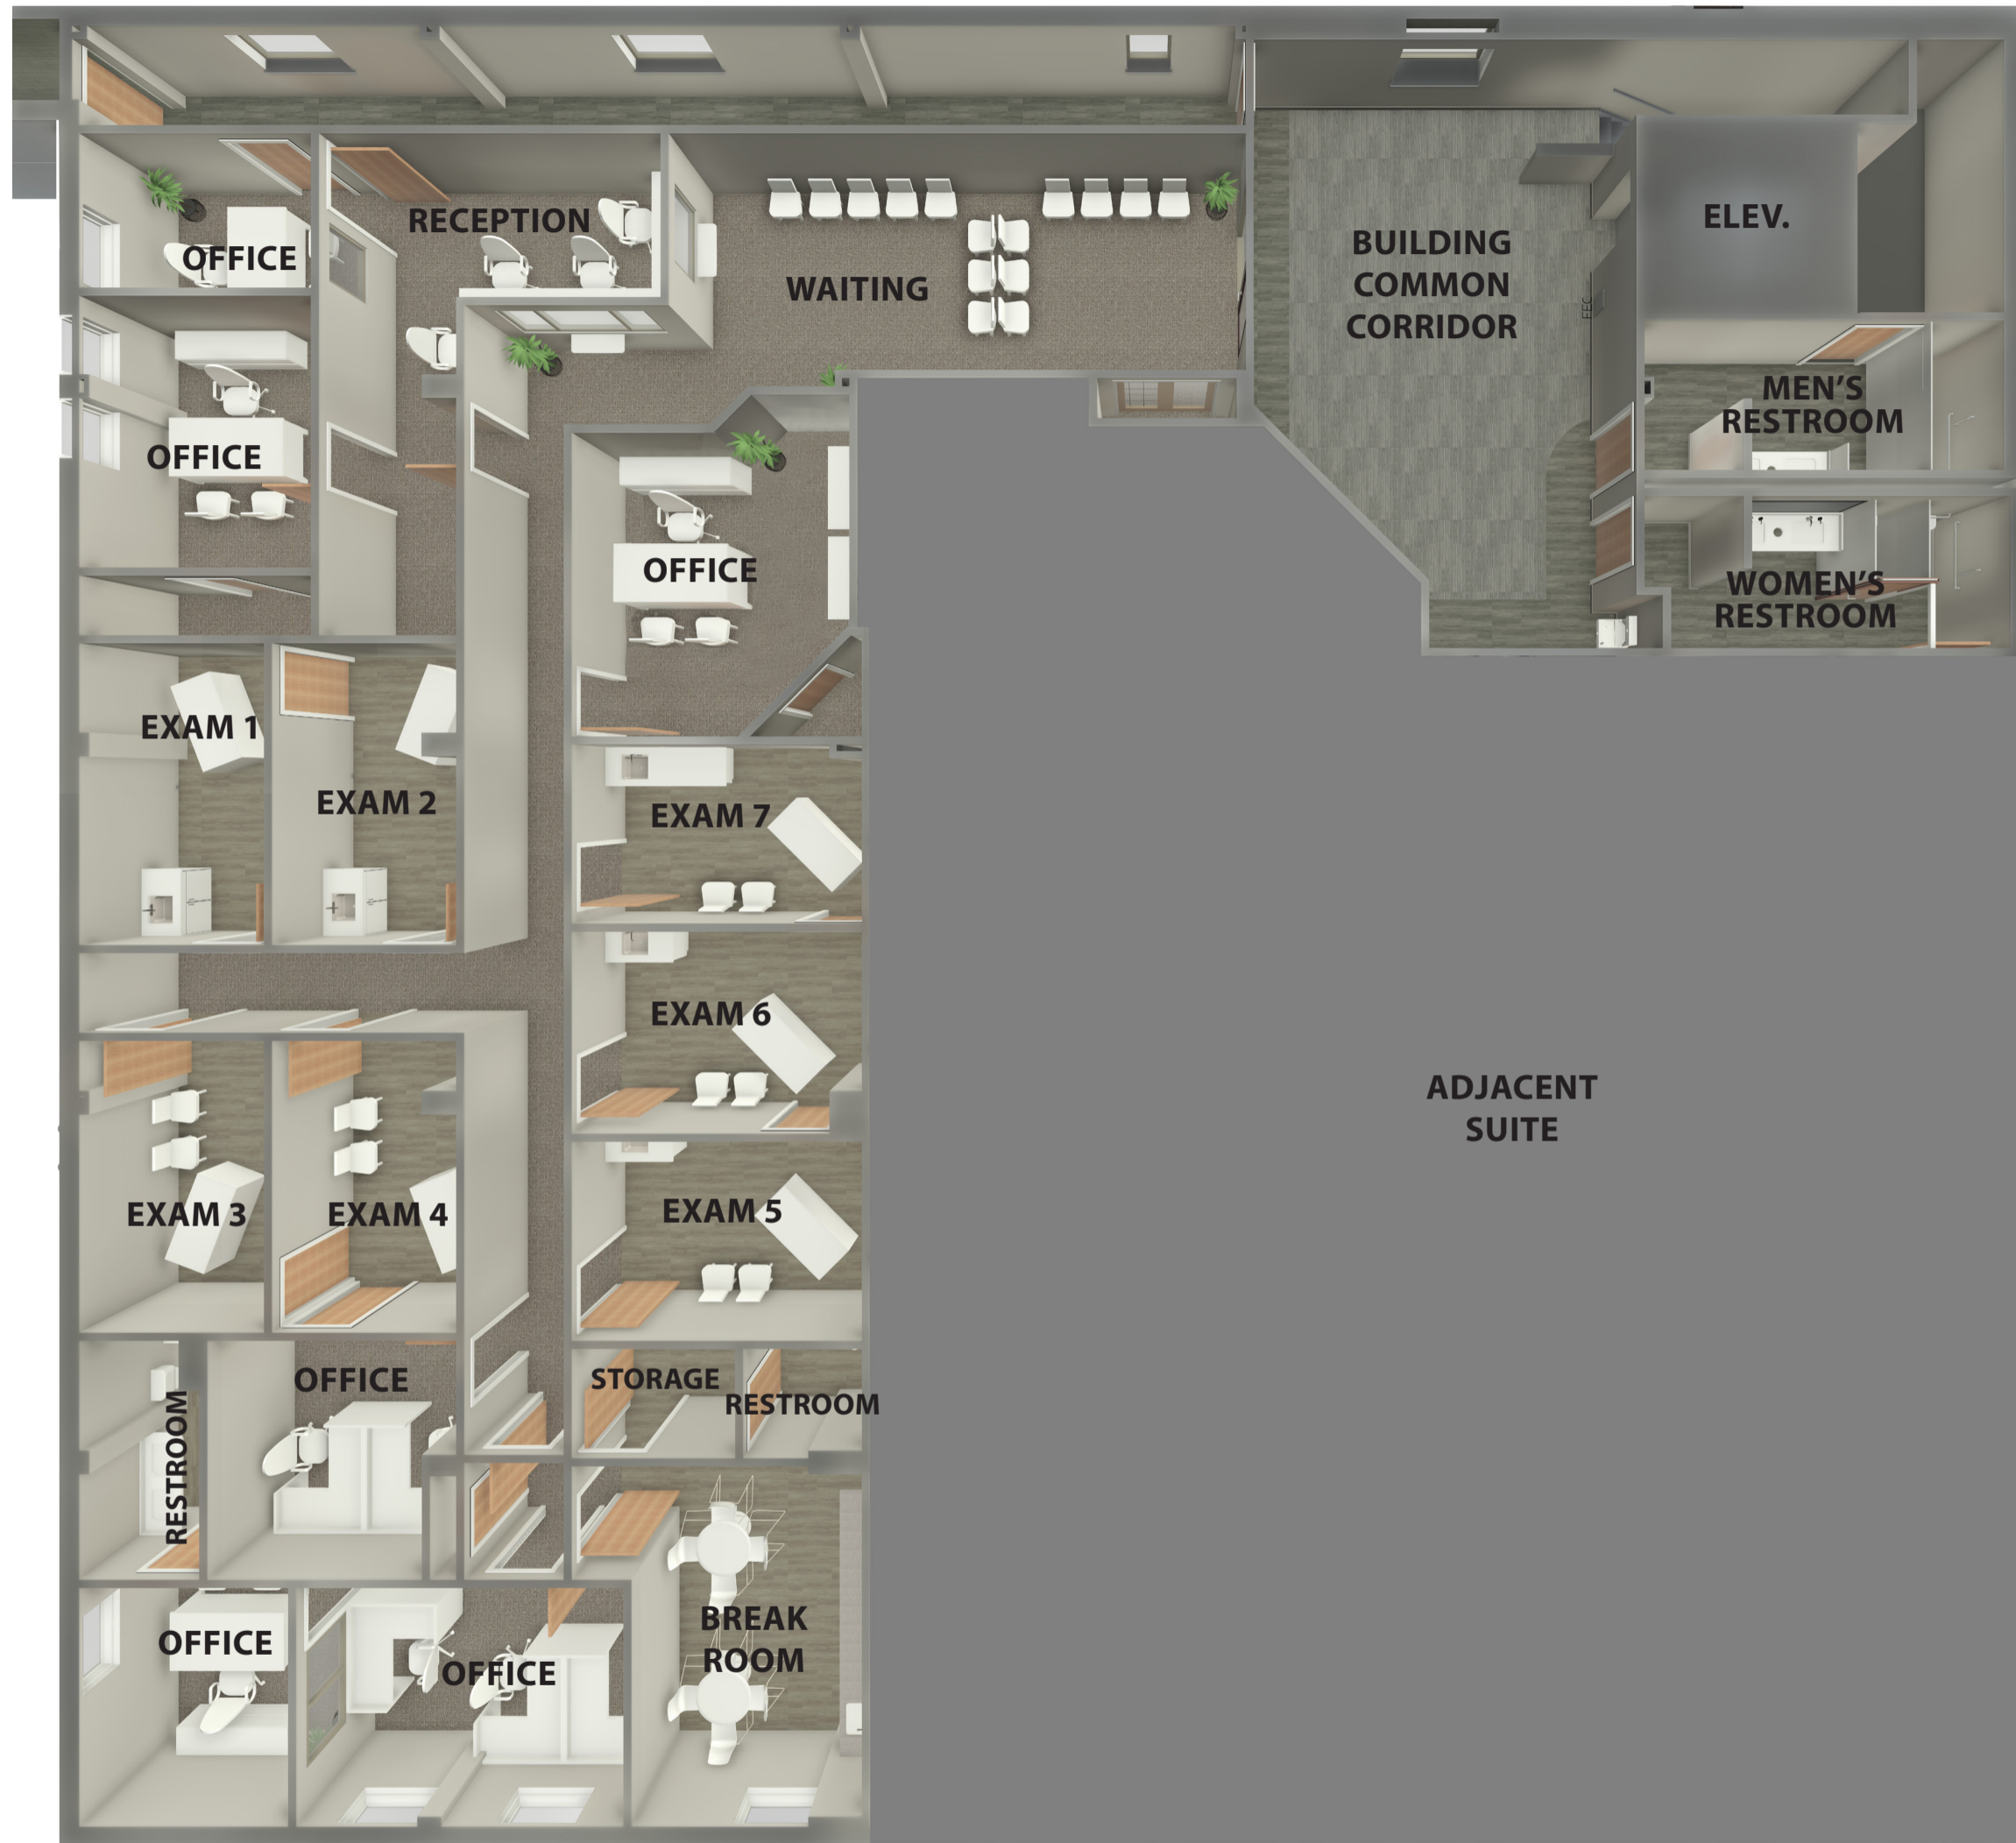 RECEPTION
OFFICE
WAITING
BUILDING
COMMON
CORRIDOR
ELEV.
FEC
OFFICE
MEN'S
RESTROOM
OFFICE
WOMEN'S
RESTROOM
EXAM 1
EXAM 2
EXAM 7
EXAM 6
ADJACENT
SUITE
EXAM 3
EXAM 4
EXAM 5
OFFICE
STORAGE
RESTROOM
RESTROOM
OFFICE
OFFICE
BREAK
ROOM